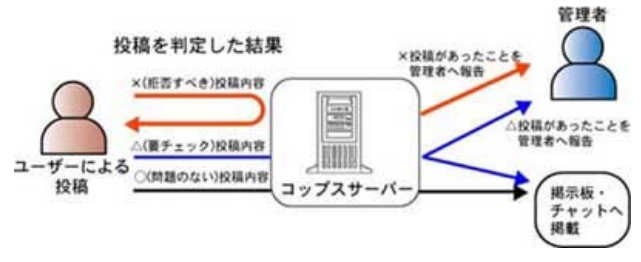 管理者
投稿を判定した結果
×投稿があったことを
管理者へ報告
×(拒否すべき)投稿内容
△(要チェック)投稿内容
△投稿があったことを
管理者へ報告
ユーザーによる
投稿
○(問題のない)投稿内容
コップスサーバー
掲示板・
チャットへ
掲載